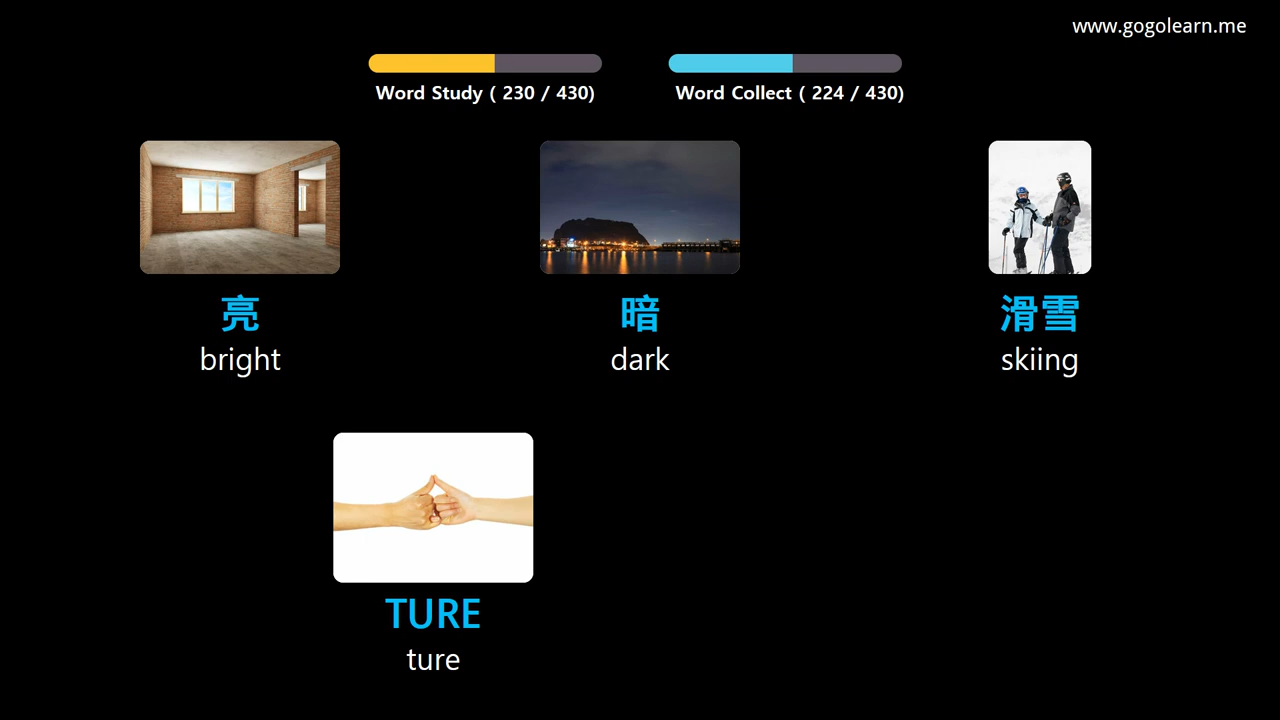 www.gogolearn.me
Word Study ( 230 / 430)
Word Collect ( 224 / 430)
亮
bright
暗
dark
滑雪
skiing
TURE
ture